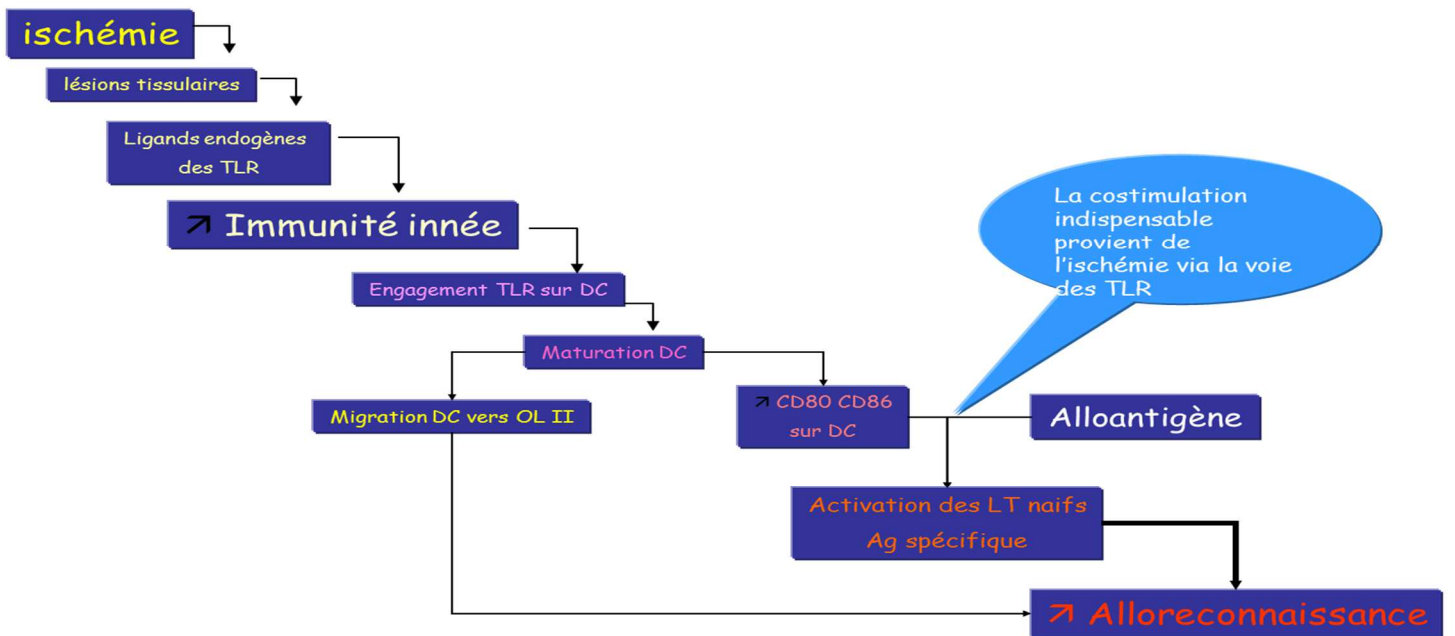 ischémie
lésions tissulaires
Ligands endogènes
des TLR
↗ Immunité innée
La costimulation
indispensable
provient de
l'ischémie via la voie
des TLR
Engagement TLR sur DC
Maturation DC
Migration DC vers OL II
↗ CD80 CD86
sur DC
Alloantigène
Activation des LT naifs
Ag spécifique
↗ Alloreconnaissance